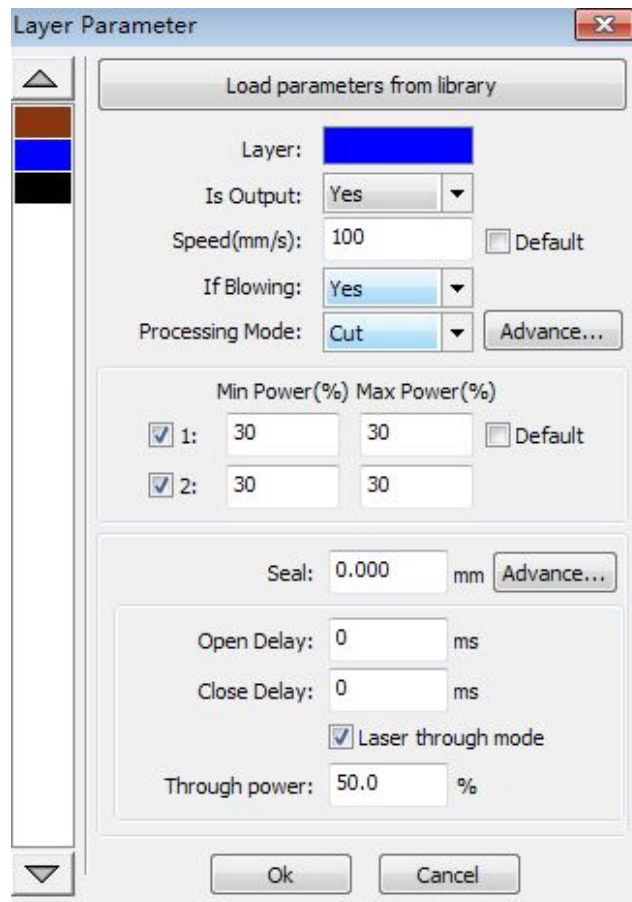 Layer Parameter
Load parameters from library
Layer:
Is Output: Yes
Speed(mm/s): 100 Default
If Blowing: Yes
Processing Mode: Cut Advance...
Min Power(%) Max Power(%)
1: 30 30 Default
2: 30 30
Seal: 0.000 mm Advance...
Open Delay: 0 ms
Close Delay: 0 ms
Laser through mode
Through power: 50.0 %
Ok Cancel